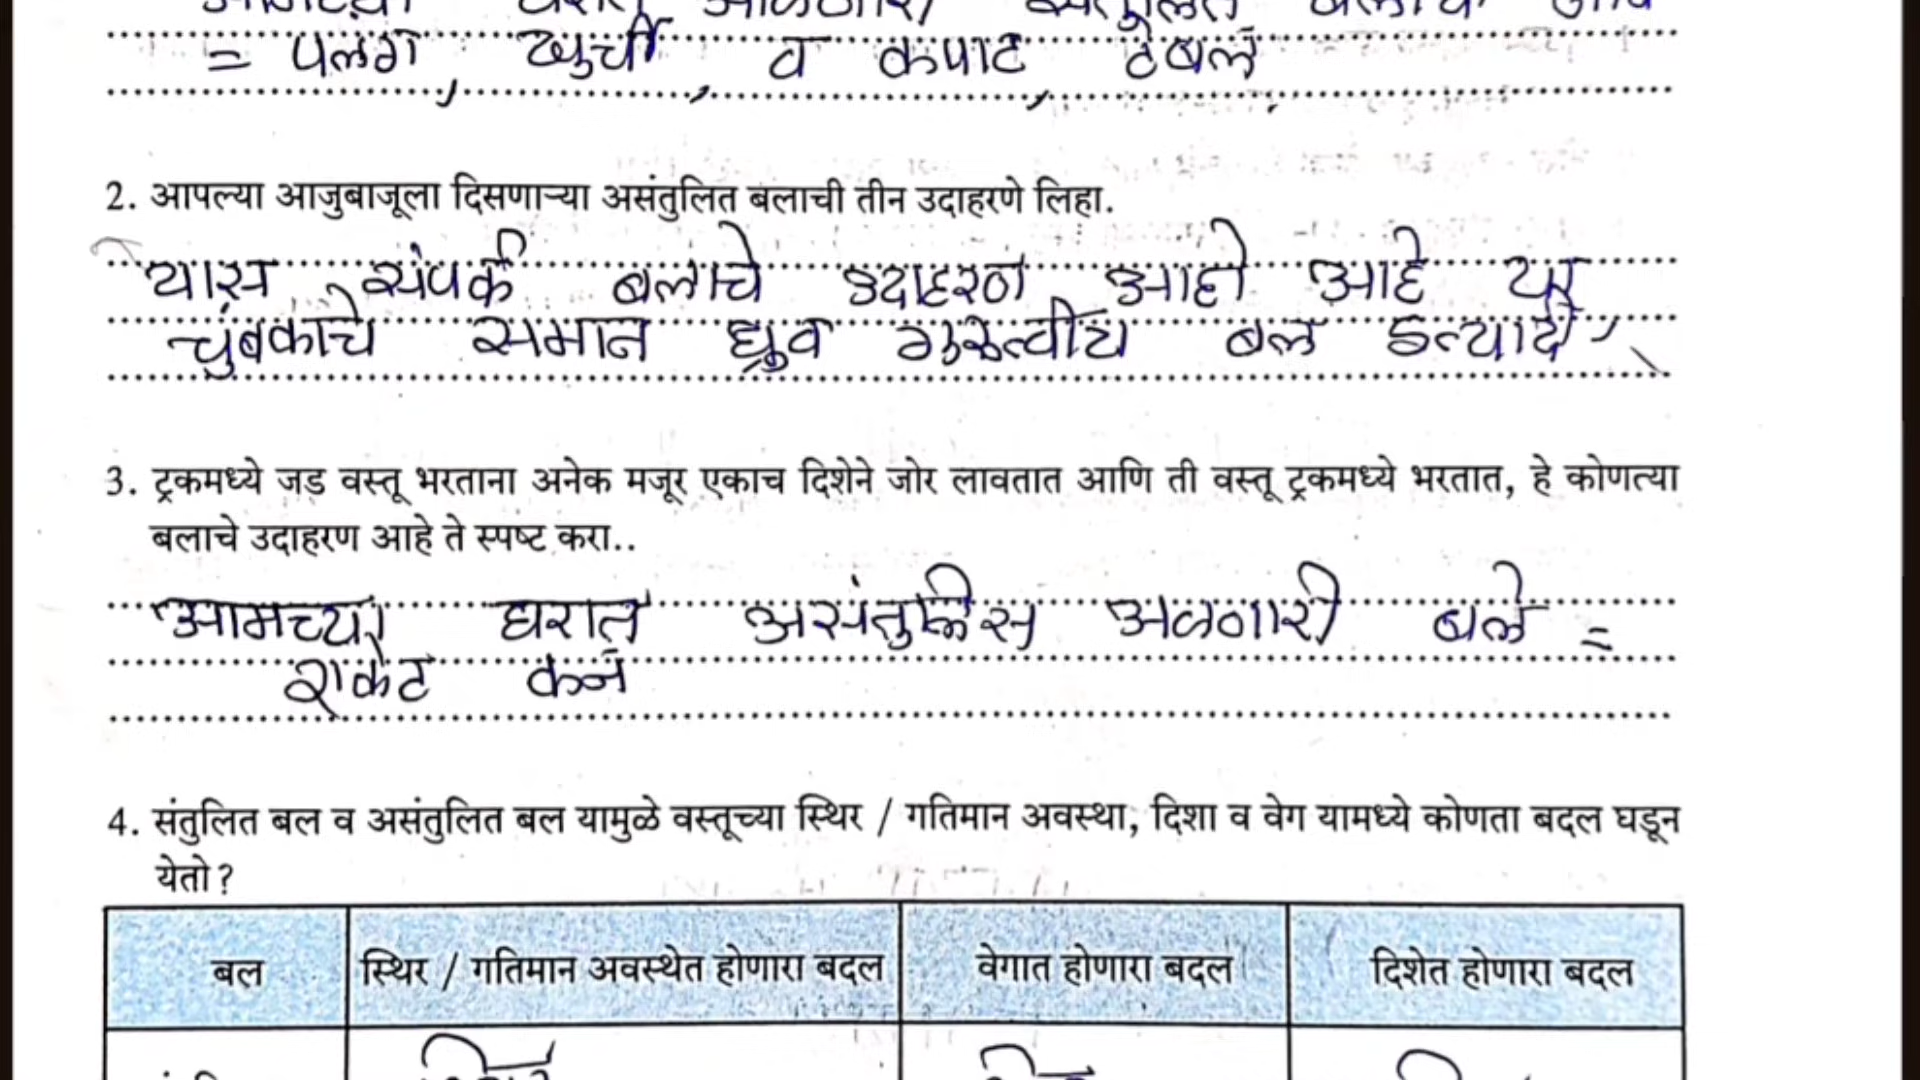 = पलंग, खुर्ची, व कपाट, टेबल
2. आपल्या आजुबाजूला दिसणाऱ्या असंतुलित बलाची तीन उदाहरणे लिहा.
यास संपर्क बलाचे उदाहरण आहे
चुंबकाचे समान ध्रुव गुरुत्वीय बल इत्यादी
3. ट्रकमध्ये जड वस्तू भरताना अनेक मजूर एकाच दिशेने जोर लावतात आणि ती वस्तू ट्रकमध्ये भरतात, हे कोणत्या
बलाचे उदाहरण आहे ते स्पष्ट करा..
आमच्या घरात बले =
4. संतुलित बल व असंतुलित बल यामुळे वस्तूच्या स्थिर / गतिमान अवस्था, दिशा व वेग यामध्ये कोणता बदल घडून
येतो?
बल स्थिर / गतिमान अवस्थेत होणारा बदल वेगात होणारा बदल दिशेत होणारा बदल